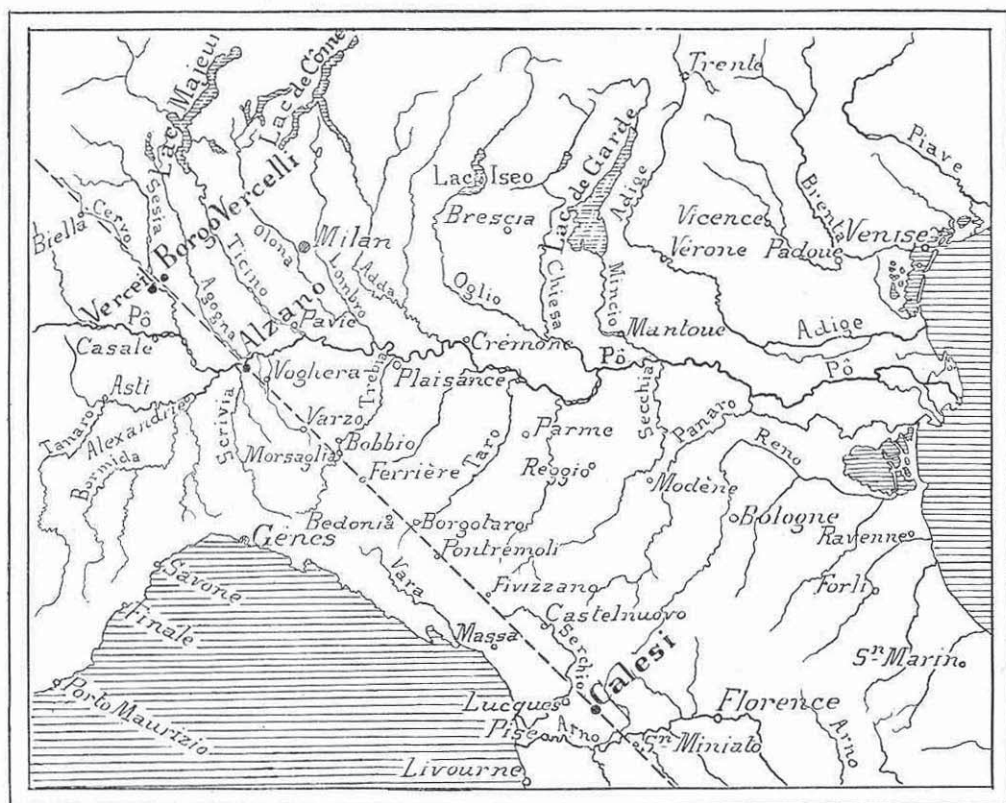 Lac Majeur
Lac de Côme
Trente
Piave
Lac Iseo
Lac de Garde
Adige
Brenta
Biella
Cervo
Sesia
Borgo Vercelli
Brescia
Vicence
Venise
Olona
Milan
Vérone
Padoue
Vercel
Agogna
Ticino
Lombro
Adda
Oglio
Chiesa
Mincio
Alzano
Pavie
Mantoue
Adige
Pô
Casale
Crémone
Pô
Pô
Voghera
Trebia
Plaisance
Asti
Secchia
Tanaro
Alexandrie
Scrivia
Varzo
Parme
Panaro
Bormida
Morsaglia
Bobbio
Taro
Reno
Ferrière
Reggio
Modène
Bedonia
Borgotaro
Bologne
Gênes
Ravenne
Pontremoli
Savone
Vara
Fivizzano
Forli
Finale
Castelnuovo
Massa
Serchio
Calesi
Sn Marin
Porto Maurizio
Lucques
Florence
Pise
Arno
Sn Miniato
Arno
Livourne